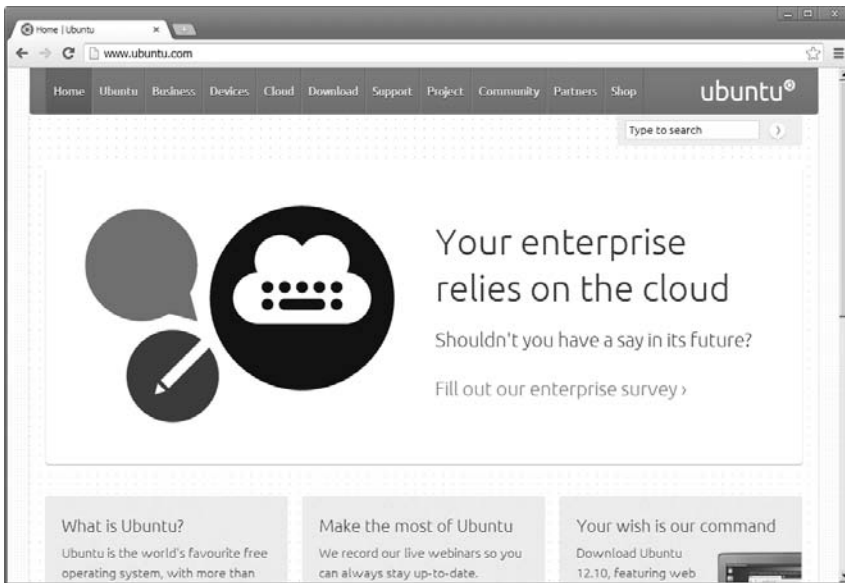 Home | Ubuntu
www.ubuntu.com
Home Ubuntu Business Devices Cloud Download Support Project Community Partners Shop ubuntu®
Type to search
Your enterprise
relies on the cloud
Shouldn't you have a say in its future?
Fill out our enterprise survey ›
What is Ubuntu?
Ubuntu is the world's favourite free
operating system, with more than
Make the most of Ubuntu
We record our live webinars so you
can always stay up-to-date.
Your wish is our command
Download Ubuntu
12.10, featuring web